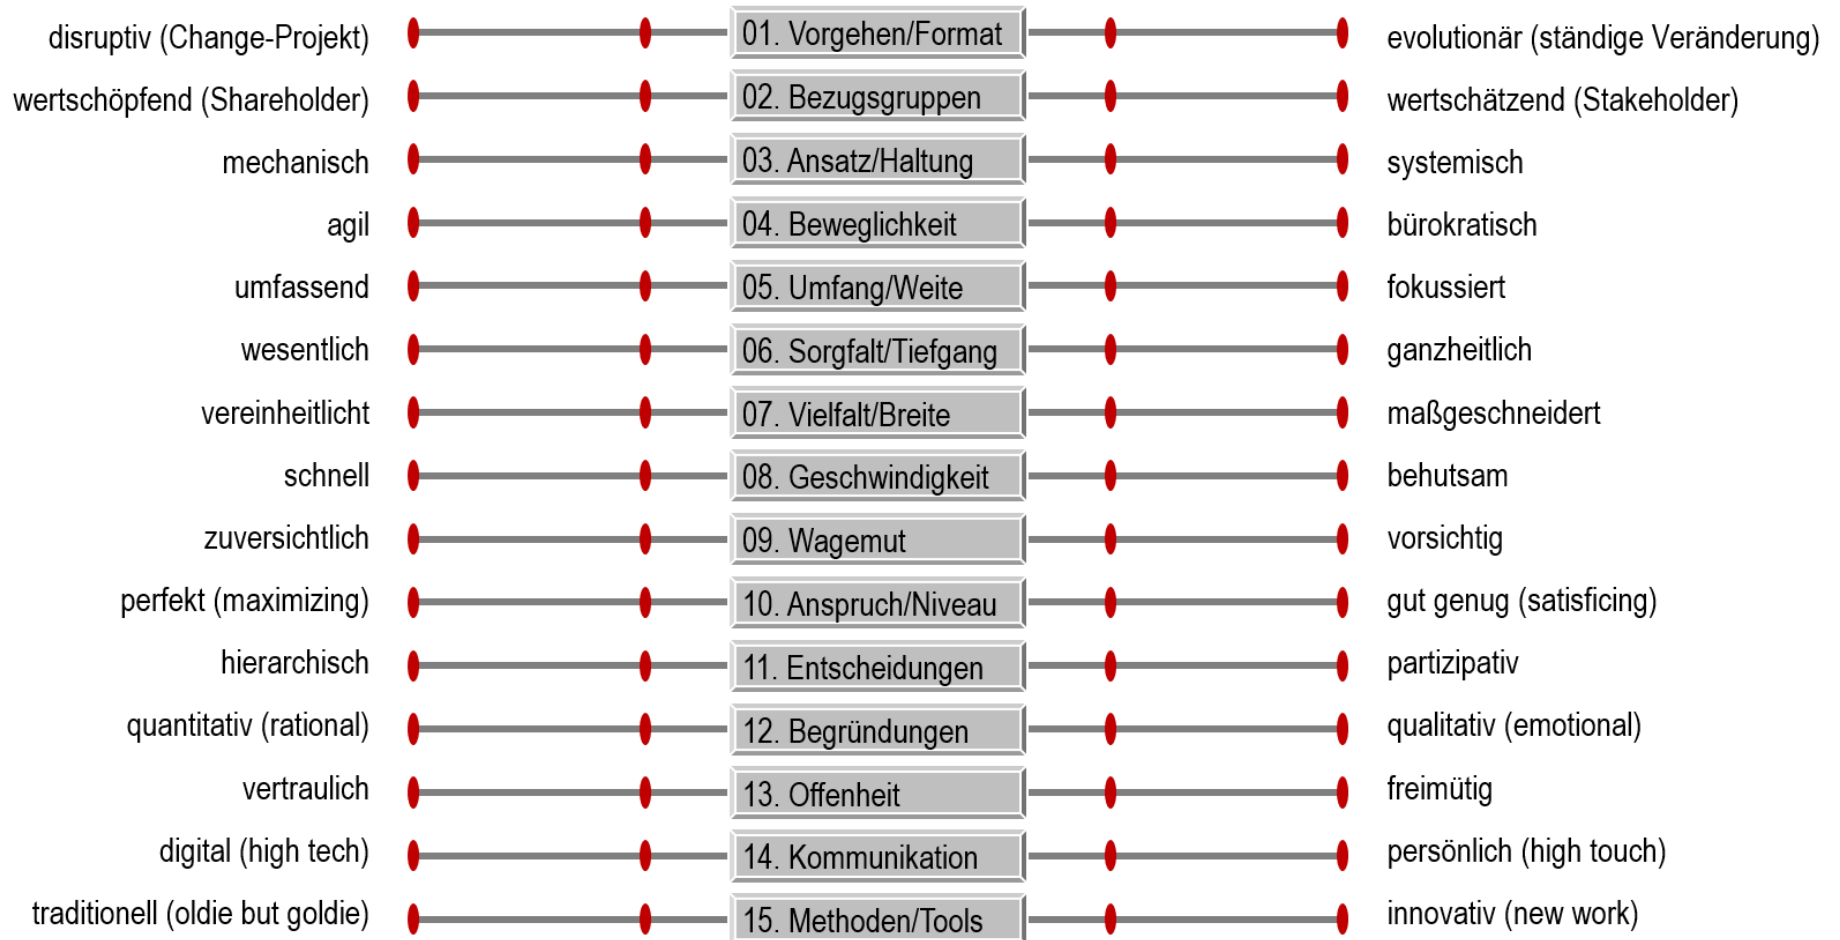 disruptiv (Change-Projekt) 01. Vorgehen/Format evolutionär (ständige Veränderung)
wertschöpfend (Shareholder) 02. Bezugsgruppen wertschätzend (Stakeholder)
mechanisch 03. Ansatz/Haltung systemisch
agil 04. Beweglichkeit bürokratisch
umfassend 05. Umfang/Weite fokussiert
wesentlich 06. Sorgfalt/Tiefgang ganzheitlich
vereinheitlicht 07. Vielfalt/Breite maßgeschneidert
schnell 08. Geschwindigkeit behutsam
zuversichtlich 09. Wagemut vorsichtig
perfekt (maximizing) 10. Anspruch/Niveau gut genug (satisficing)
hierarchisch 11. Entscheidungen partizipativ
quantitativ (rational) 12. Begründungen qualitativ (emotional)
vertraulich 13. Offenheit freimütig
digital (high tech) 14. Kommunikation persönlich (high touch)
traditionell (oldie but goldie) 15. Methoden/Tools innovativ (new work)